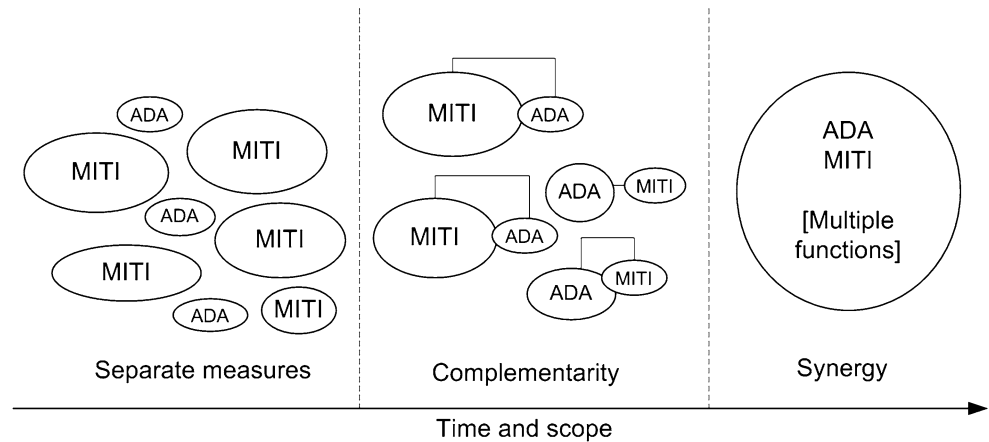 ADA
MITI
MITI
ADA
MITI
MITI
ADA
MITI
Separate measures
MITI
ADA
ADA
MITI
MITI
ADA
ADA
MITI
Complementarity
ADA
MITI
[Multiple
functions]
Synergy
Time and scope